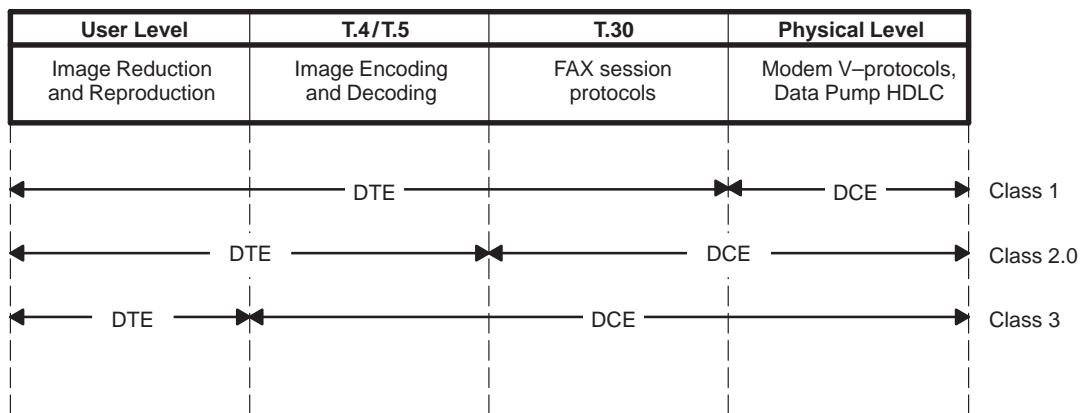 User Level T.4/T.5 T.30 Physical Level
Image Reduction and Reproduction
Image Encoding and Decoding
FAX session protocols
Modem V–protocols, Data Pump HDLC
DTE DCE Class 1
DTE DCE Class 2.0
DTE DCE Class 3